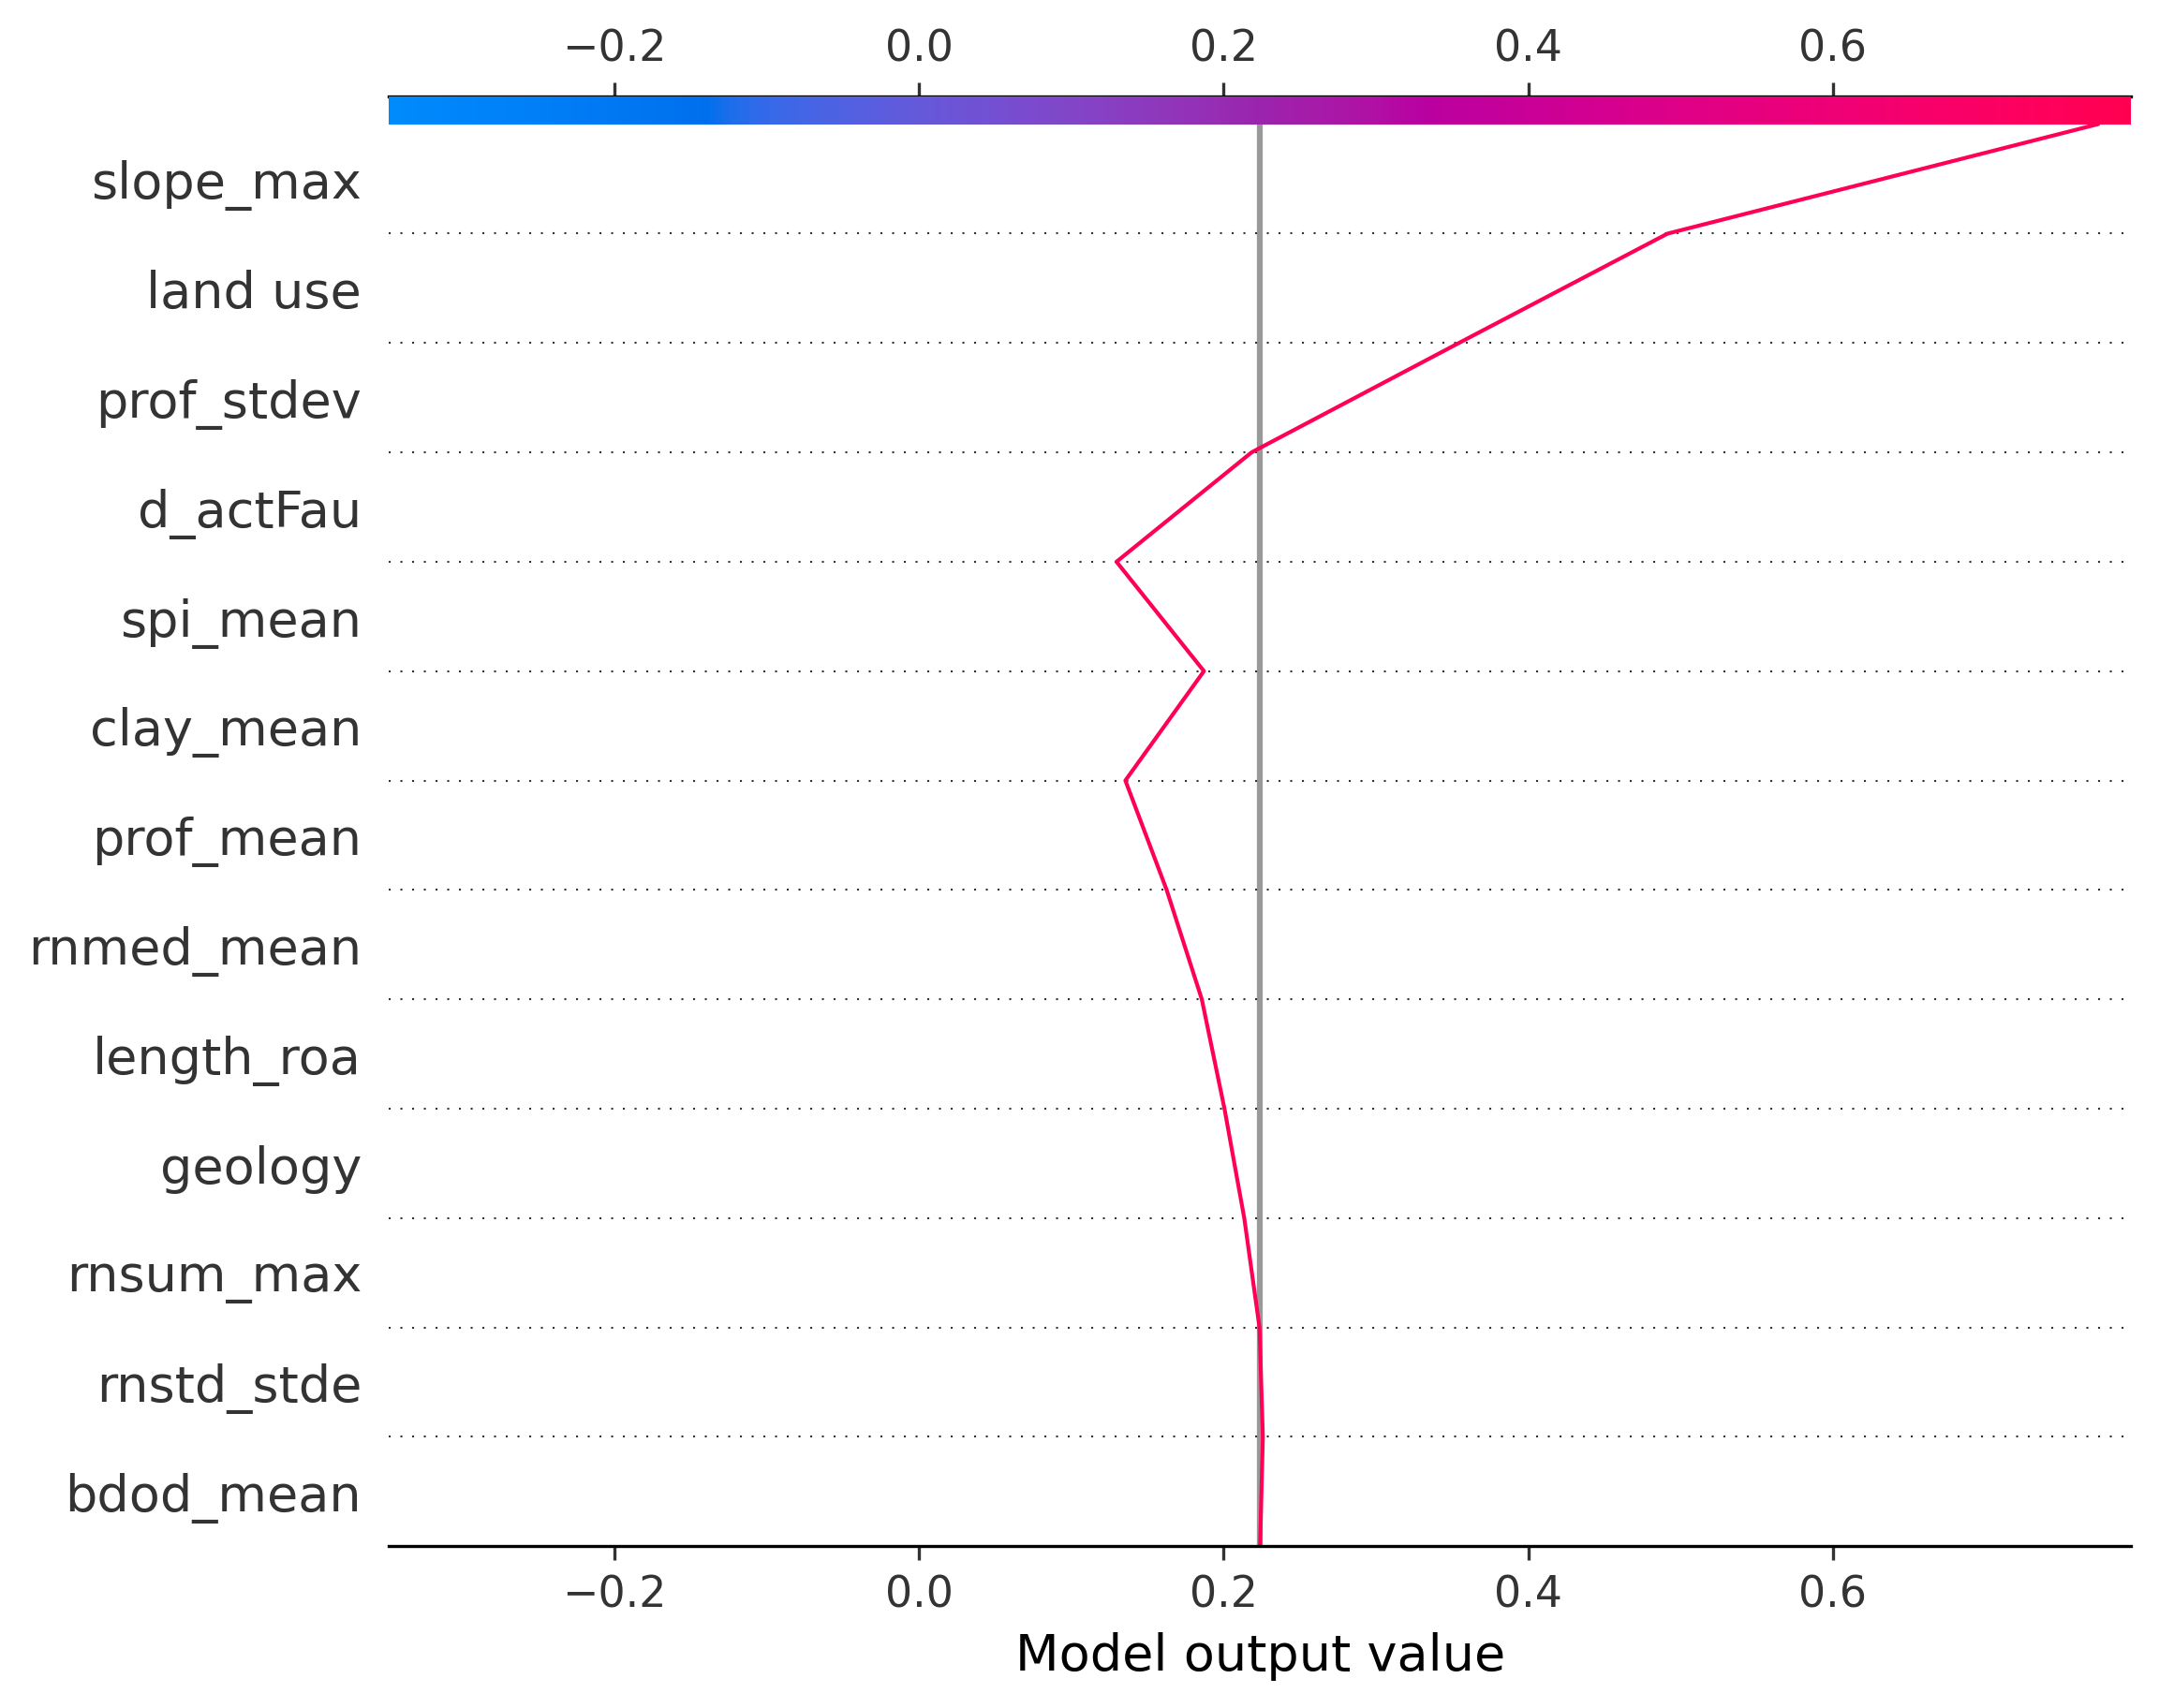 −0.2 0.0 0.2 0.4 0.6
slope_max
land use
prof_stdev
d_actFau
spi_mean
clay_mean
prof_mean
rnmed_mean
length_roa
geology
rnsum_max
rnstd_stde
bdod_mean
−0.2 0.0 0.2 0.4 0.6
Model output value